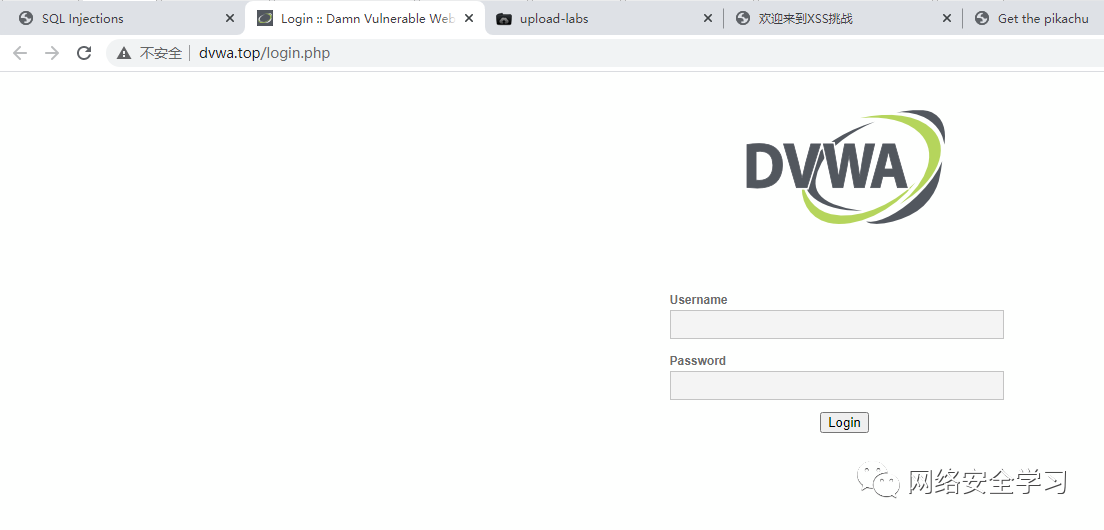 SQL Injections
Login :: Damn Vulnerable Web
upload-labs
欢迎来到XSS挑战
Get the pikachu
不安全 dvwa.top/login.php
DVWA
Username
Password
Login
网络安全学习